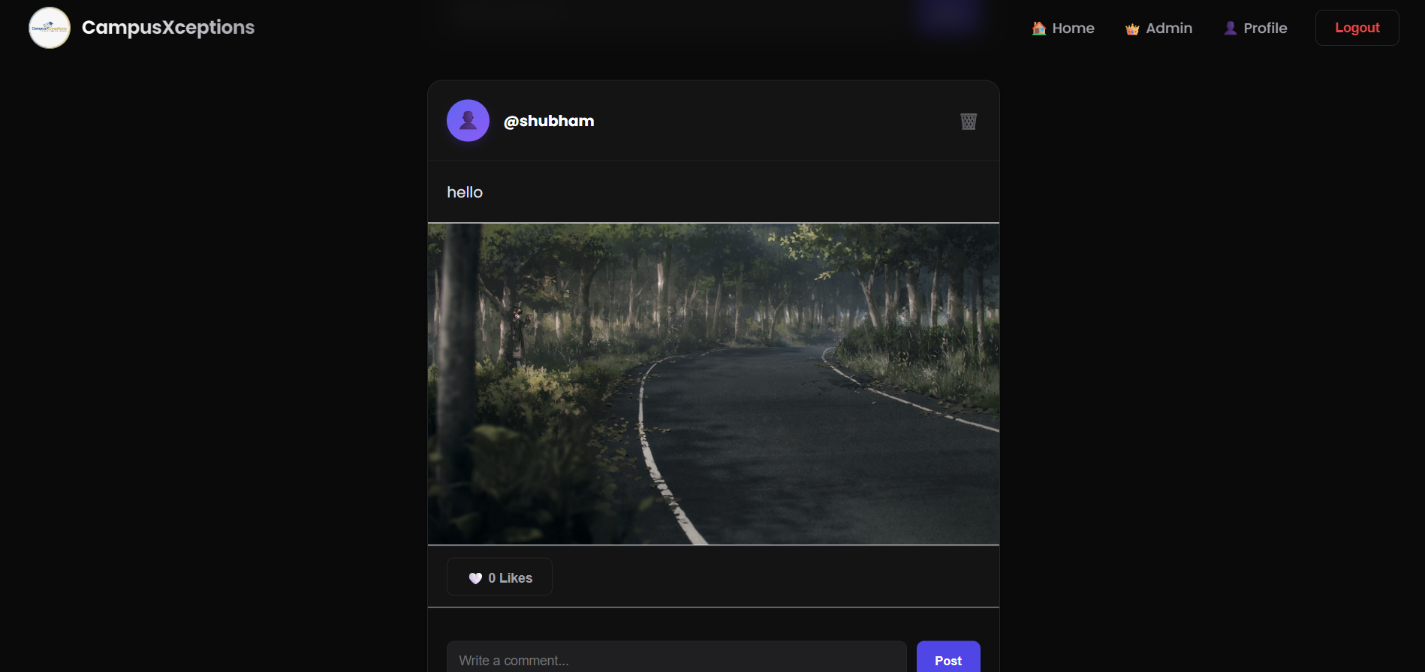 CampusXceptions
Home
Admin
Profile
Logout
@shubham
hello
0 Likes
Write a comment...
Post